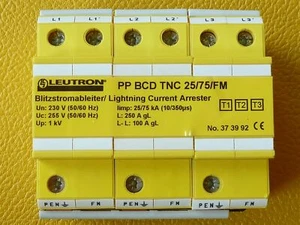 L1 L1' L2 L2' L3 L3'
LEUTRON PP BCD TNC 25/75/FM
Blitzstromableiter/ Lightning Current Arrester
Un: 230 V (50/60 Hz) Iimp: 25/75 kA (10/350µs)
Uc: 255 V (50/60 Hz) L: 250 A gL
Up: 1 kV L- L: 100 A gL
T1 T2 T3
No. 37 39 92 CE
PEN FM PEN FM PEN FM